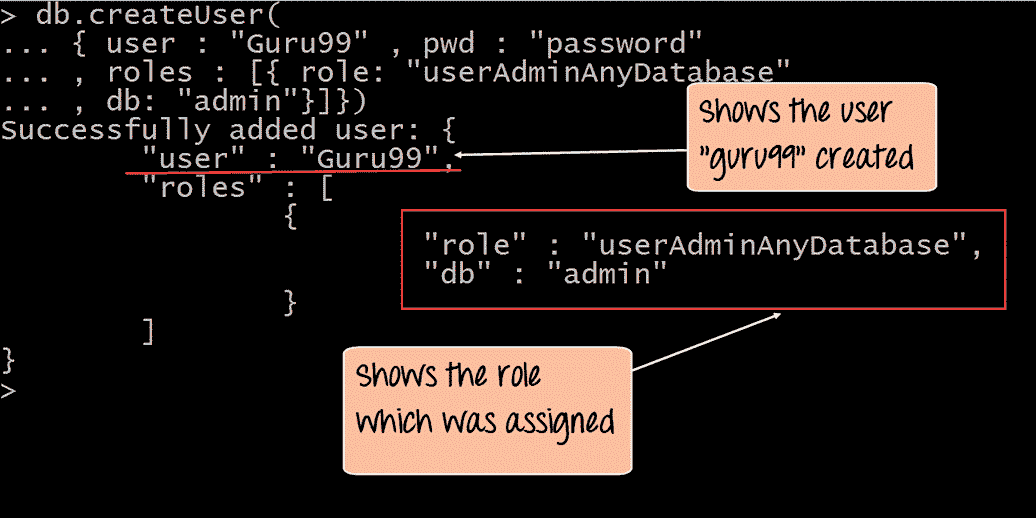 > db.createUser(
... { user : "Guru99" , pwd : "password"
... , roles : [{ role: "userAdminAnyDatabase"
... , db: "admin"}]})
Successfully added user: {
"user" : "Guru99",
"roles" : [
{
"role" : "userAdminAnyDatabase",
"db" : "admin"
}
]
}
>
shows the user
"guru99" created
shows the role
which was assigned